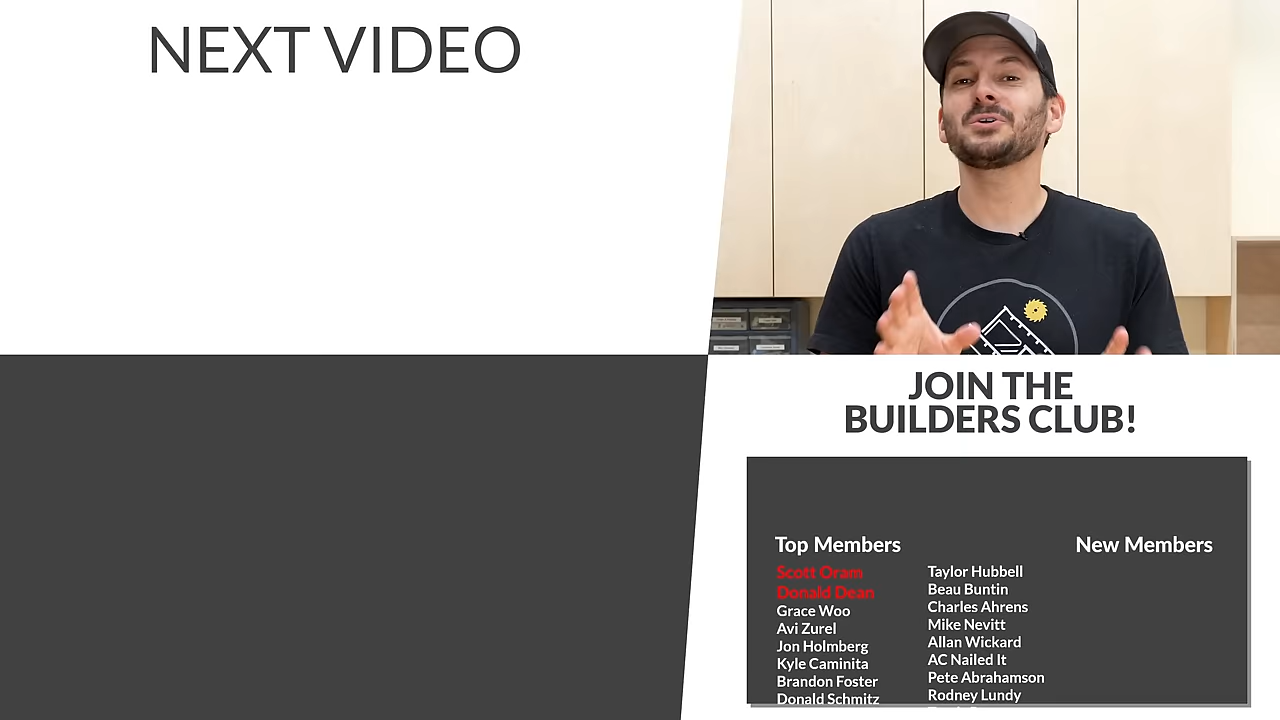 NEXT VIDEO
JOIN THE
BUILDERS CLUB!
Top Members
Scott Oram
Donald Dean
Grace Woo
Avi Zurel
Jon Holmberg
Kyle Caminita
Brandon Foster
Donald Schmitz
Taylor Hubbell
Beau Buntin
Charles Ahrens
Mike Nevitt
Allan Wickard
AC Nailed It
Pete Abrahamson
Rodney Lundy
New Members